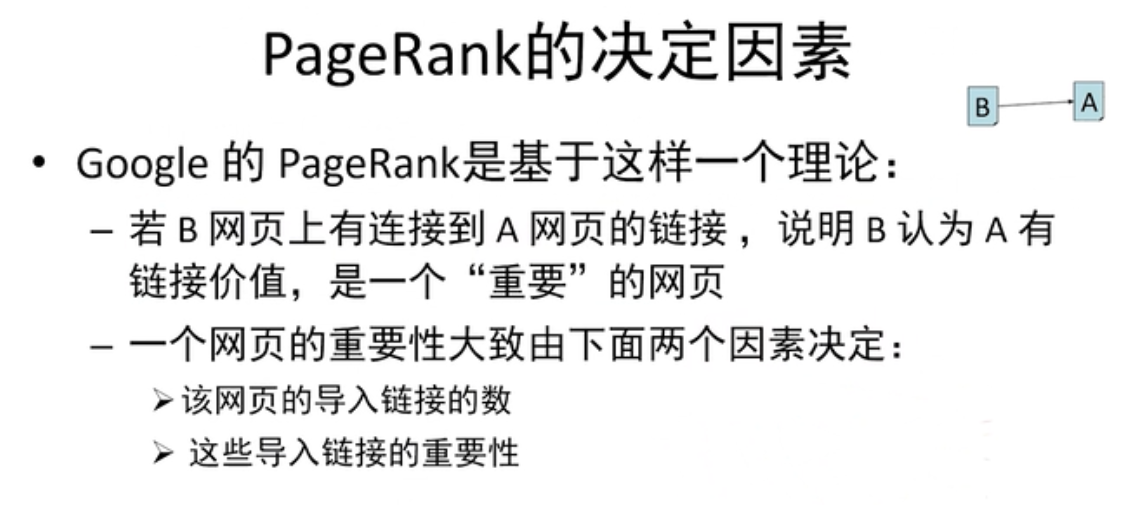 PageRank的决定因素
B A
• Google 的 PageRank是基于这样一个理论：
– 若 B 网页上有连接到 A 网页的链接 ，说明 B 认为 A 有
链接价值，是一个“重要”的网页
– 一个网页的重要性大致由下面两个因素决定：
➢ 该网页的导入链接的数
➢ 这些导入链接的重要性